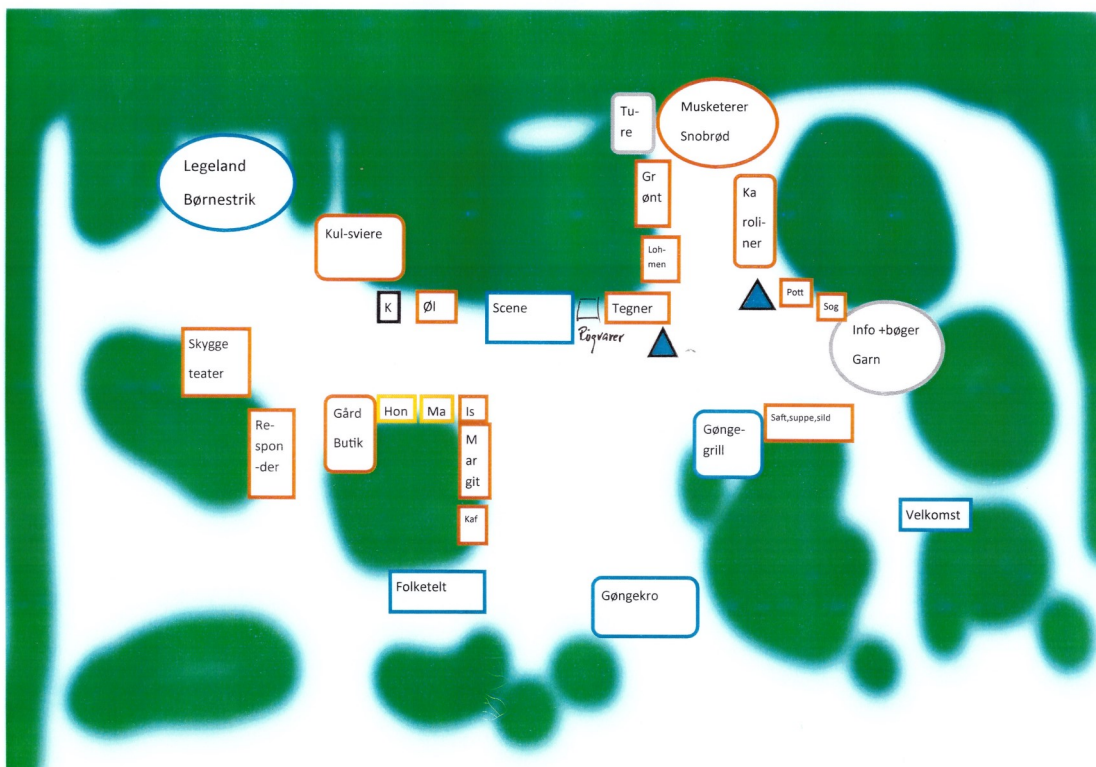 Tu-
re
Musketerer
Snobrød
Legeland
Børnestrik
Gr
ønt
Ka
roli-
ner
Kul-sviere
Loh-
men
K
Øl
Scene
Røgvarer
Tegner
Pott
Sog
Info +bøger
Garn
Skygge
teater
Re-
spon
-der
Gård
Butik
Hon
Ma
Is
M
ar
git
Kaf
Gønge-
grill
Saft,suppe,sild
Velkomst
Folketelt
Gøngekro